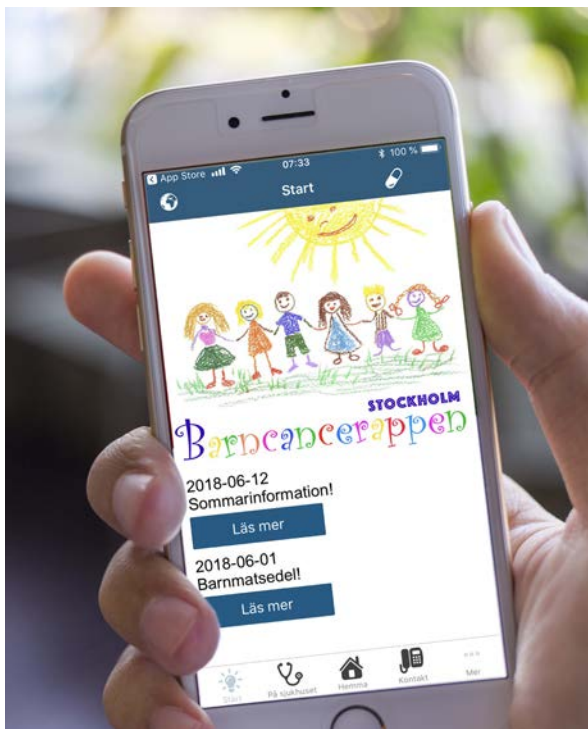 App Store 07:33 100 %
Start
STOCKHOLM
Barncancerappen
2018-06-12
Sommarinformation!
Läs mer
2018-06-01
Barnmatsedel!
Läs mer
Start På sjukhuset Hemma Kontakt Mer